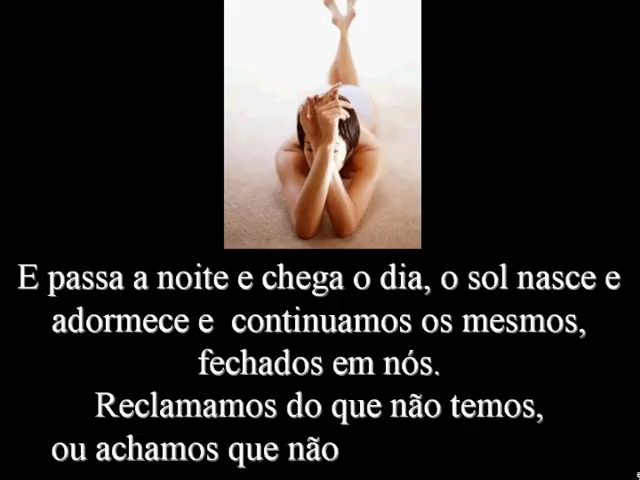 E passa a noite e chega o dia, o sol nasce e
adormece e continuamos os mesmos,
fechados em nós.
Reclamamos do que não temos,
ou achamos que não